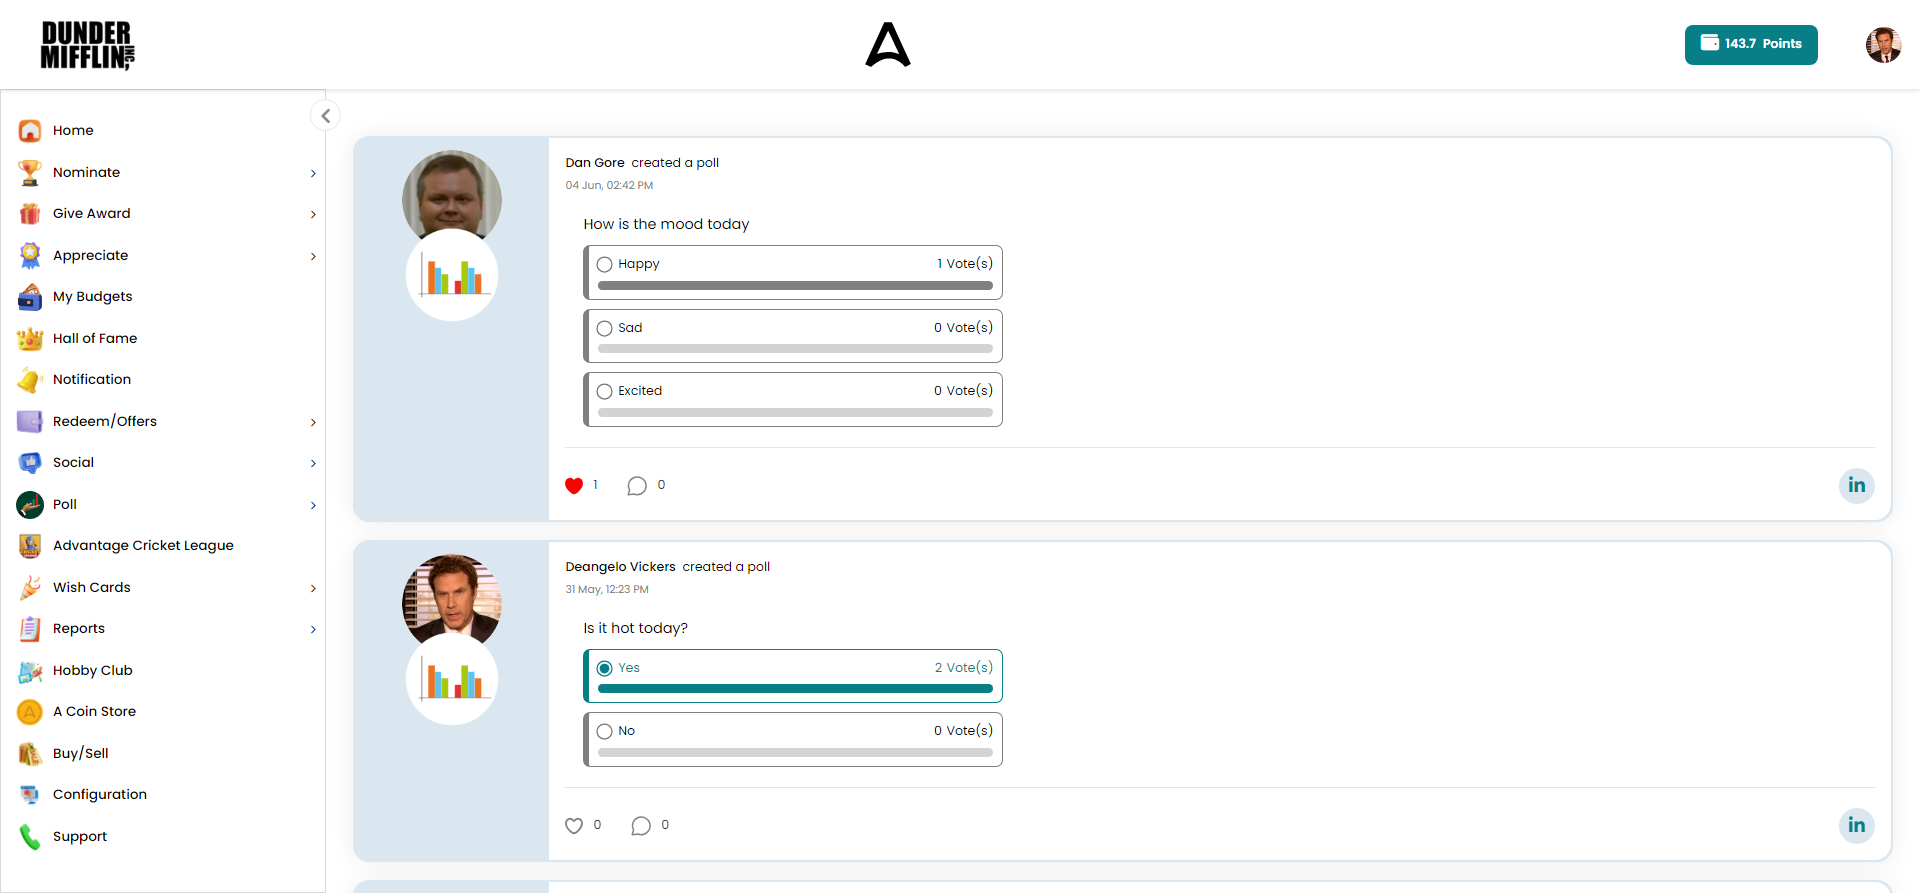 DUNDER
MIFFLIN, INC
143.7 Points
Home
Nominate
Give Award
Appreciate
My Budgets
Hall of Fame
Notification
Redeem/Offers
Social
Poll
Advantage Cricket League
Wish Cards
Reports
Hobby Club
A Coin Store
Buy/Sell
Configuration
Support
Dan Gore created a poll
04 Jun, 02:42 PM
How is the mood today
Happy 1 Vote(s)
Sad 0 Vote(s)
Excited 0 Vote(s)
1 0
in
Deangelo Vickers created a poll
31 May, 12:23 PM
Is it hot today?
Yes 2 Vote(s)
No 0 Vote(s)
0 0
in